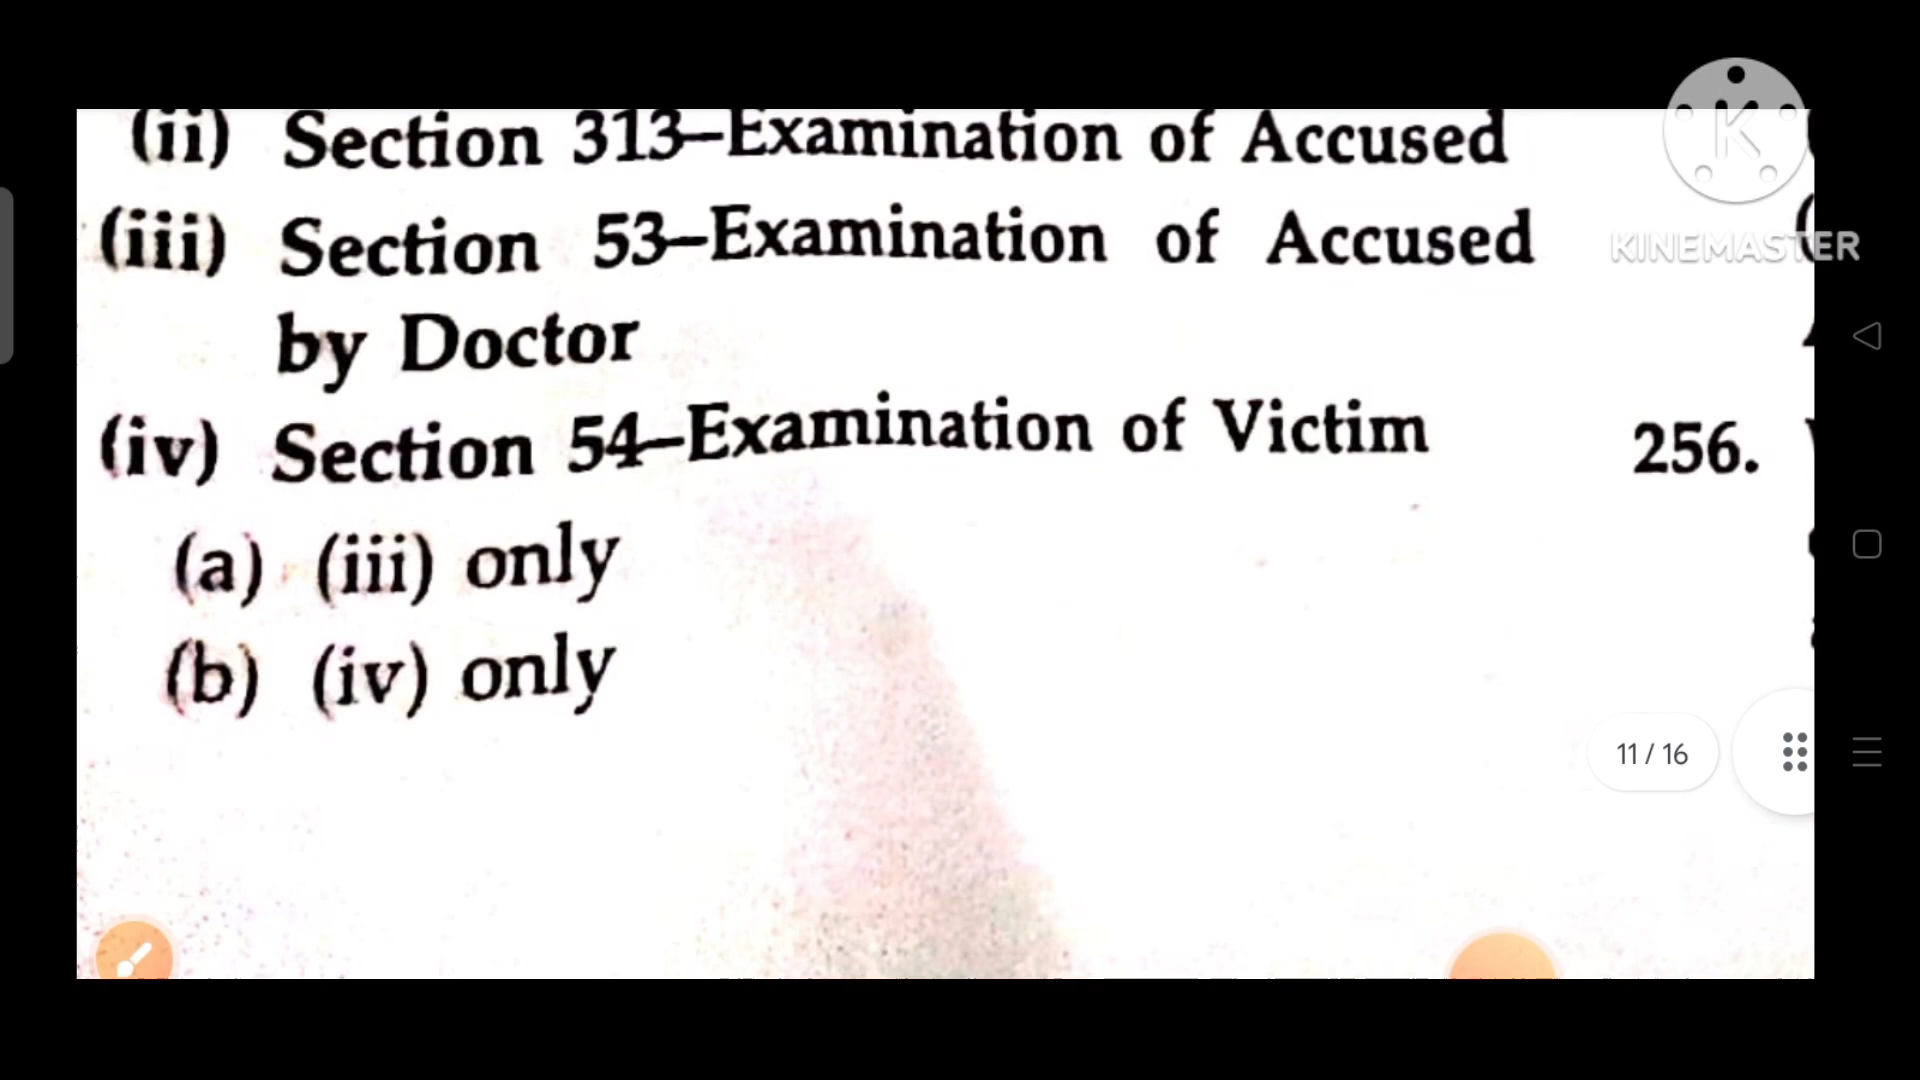 (ii) Section 313–Examination of Accused
(iii) Section 53–Examination of Accused
by Doctor
(iv) Section 54–Examination of Victim
(a) (iii) only
(b) (iv) only
256.
K
KINEMASTER
11 / 16